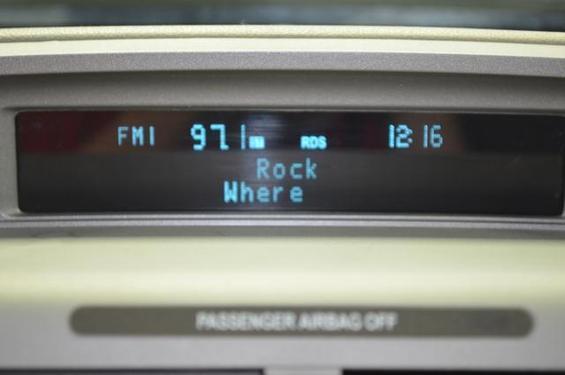 FM1 97.1 RDS 12:16
Rock
Where
PASSENGER AIRBAG OFF